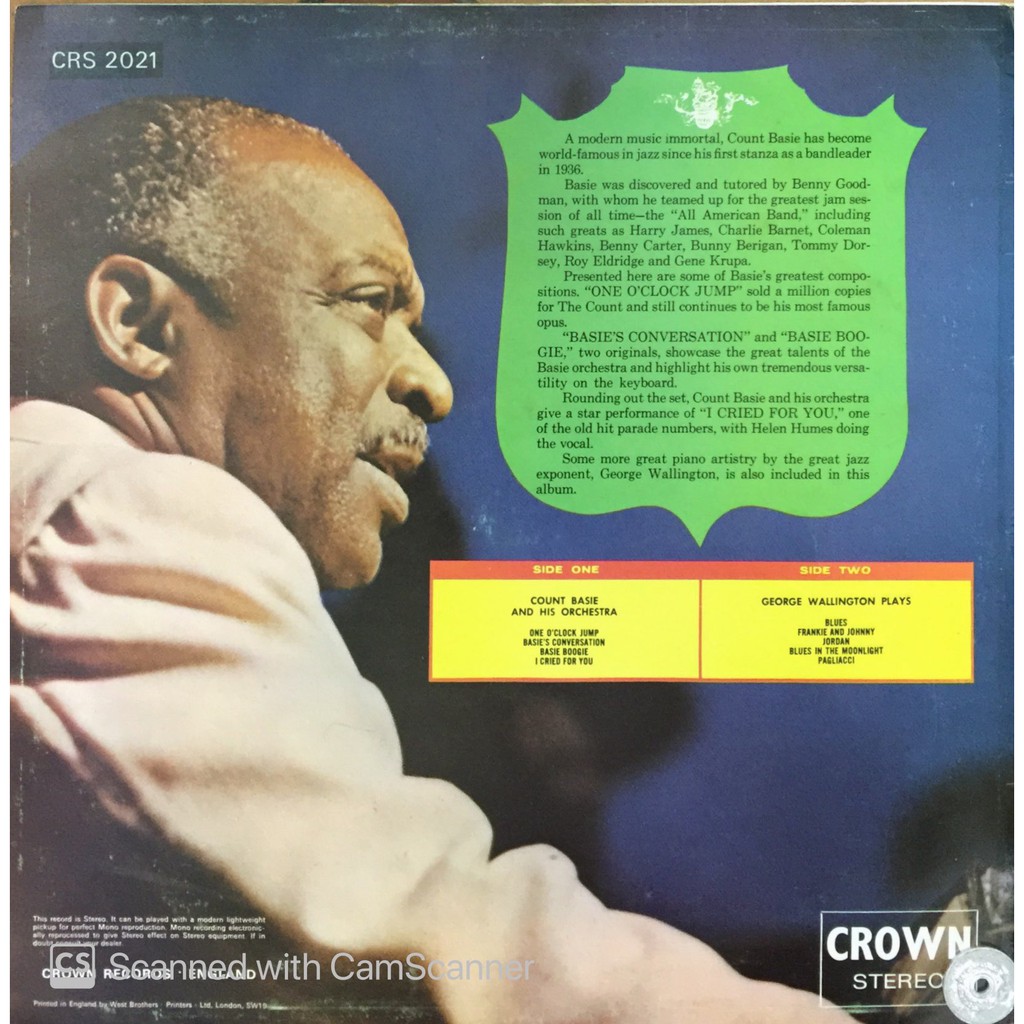 CRS 2021
A modern music immortal, Count Basie has become
world-famous in jazz since his first stanza as a bandleader
in 1936.
Basie was discovered and tutored by Benny Good-
man, with whom he teamed up for the greatest jam ses-
sion of all time—the "All American Band," including
such greats as Harry James, Charlie Barnet, Coleman
Hawkins, Benny Carter, Bunny Berigan, Tommy Dor-
sey, Roy Eldridge and Gene Krupa.
Presented here are some of Basie's greatest compo-
sitions. "ONE O'CLOCK JUMP" sold a million copies
for The Count and still continues to be his most famous
opus.
"BASIE'S CONVERSATION" and "BASIE BOO-
GIE," two originals, showcase the great talents of the
Basie orchestra and highlight his own tremendous versa-
tility on the keyboard.
Rounding out the set, Count Basie and his orchestra
give a star performance of "I CRIED FOR YOU," one
of the old hit parade numbers, with Helen Humes doing
the vocal.
Some more great piano artistry by the great jazz
exponent, George Wallington, is also included in this
album.
SIDE ONE
COUNT BASIE
AND HIS ORCHESTRA
ONE O'CLOCK JUMP
BASIE'S CONVERSATION
BASIE BOOGIE
I CRIED FOR YOU
SIDE TWO
GEORGE WALLINGTON PLAYS
BLUES
FRANKIE AND JOHNNY
JORDAN
BLUES IN THE MOONLIGHT
PAGLIACCI
This record is Stereo. It can be played with a modern lightweight
pickup for perfect Mono reproduction. Mono recording electronic-
ally reprocessed to give Stereo effect on Stereo equipment. If in
doubt consult your dealer.
CROWN RECORDS · ENGLAND
CS Scanned with CamScanner
Printed in England by West Brothers · Printers · Ltd. London, SW19
CROWN
STEREO